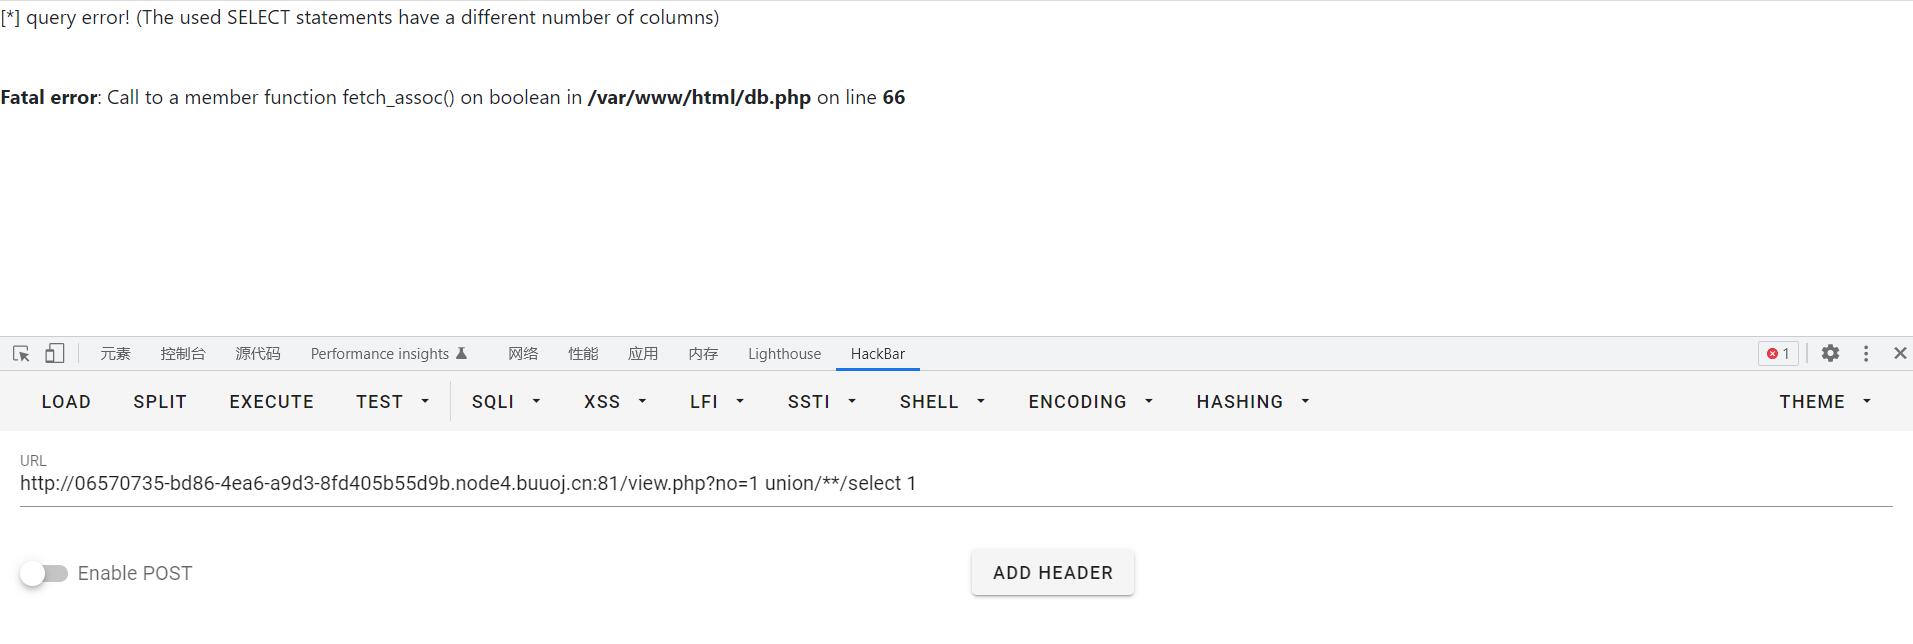 [*] query error! (The used SELECT statements have a different number of columns)
Fatal error: Call to a member function fetch_assoc() on boolean in /var/www/html/db.php on line 66
元素 控制台 源代码 Performance insights 网络 性能 应用 内存 Lighthouse HackBar 1
LOAD SPLIT EXECUTE TEST SQLI XSS LFI SSTI SHELL ENCODING HASHING THEME
URL
http://06570735-bd86-4ea6-a9d3-8fd405b55d9b.node4.buuoj.cn:81/view.php?no=1 union/**/select 1
Enable POST ADD HEADER